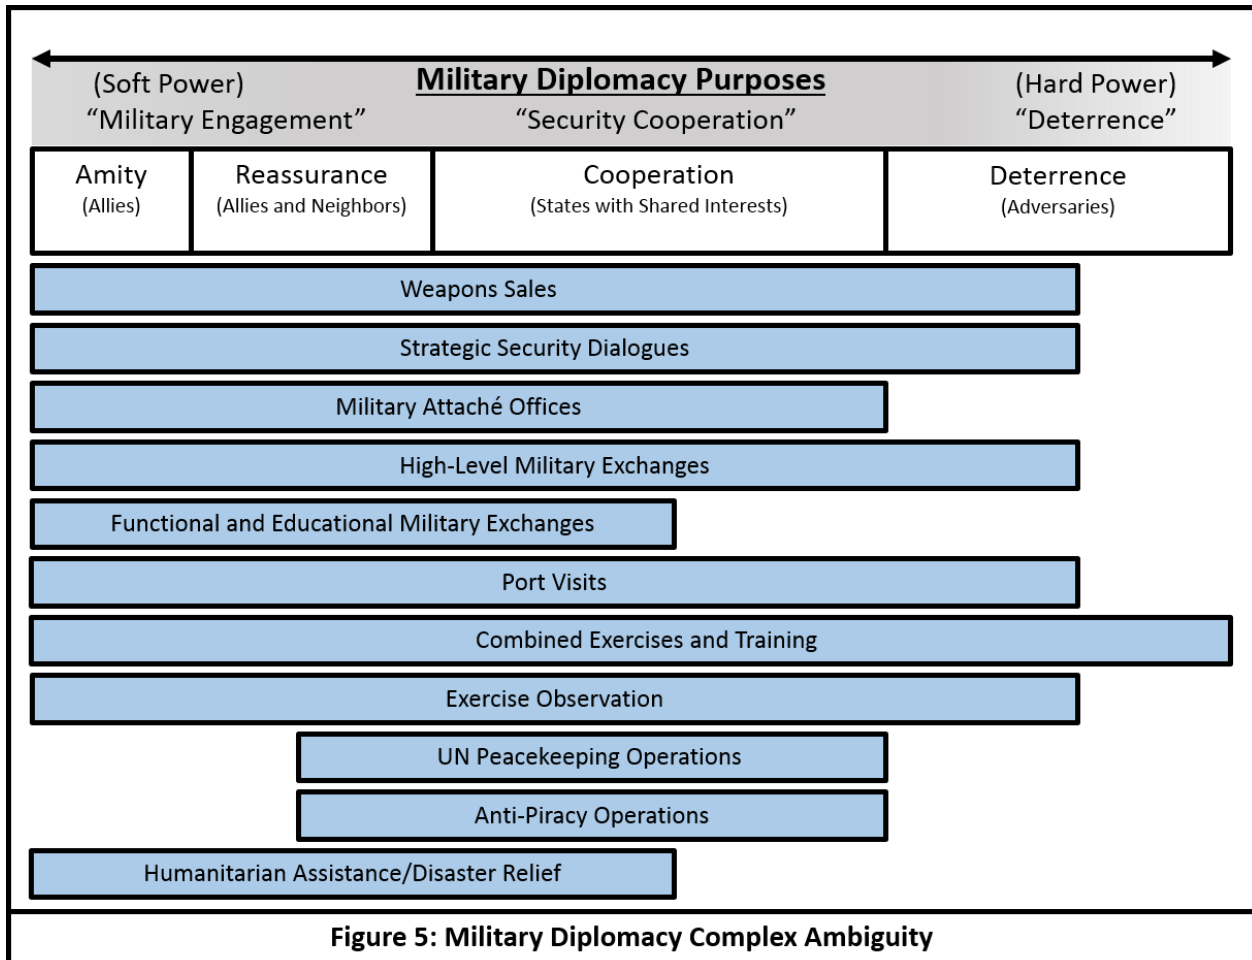 Military Diplomacy Purposes
(Soft Power)
(Hard Power)
“Military Engagement”
“Security Cooperation”
“Deterrence”
Amity
(Allies)
Reassurance
(Allies and Neighbors)
Cooperation
(States with Shared Interests)
Deterrence
(Adversaries)
Weapons Sales
Strategic Security Dialogues
Military Attaché Offices
High-Level Military Exchanges
Functional and Educational Military Exchanges
Port Visits
Combined Exercises and Training
Exercise Observation
UN Peacekeeping Operations
Anti-Piracy Operations
Humanitarian Assistance/Disaster Relief
Figure 5: Military Diplomacy Complex Ambiguity